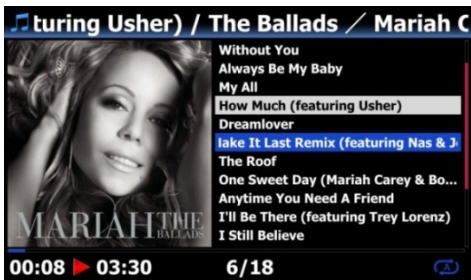 turing Usher) / The Ballads / Mariah C
Without You
Always Be My Baby
My All
How Much (featuring Usher)
Dreamlover
lake It Last Remix (featuring Nas & J
The Roof
One Sweet Day (Mariah Carey & Bo...
Anytime You Need A Friend
I'll Be There (featuring Trey Lorenz)
I Still Believe
MARIAH THE
BALLADS
00:08 03:30 6/18
A